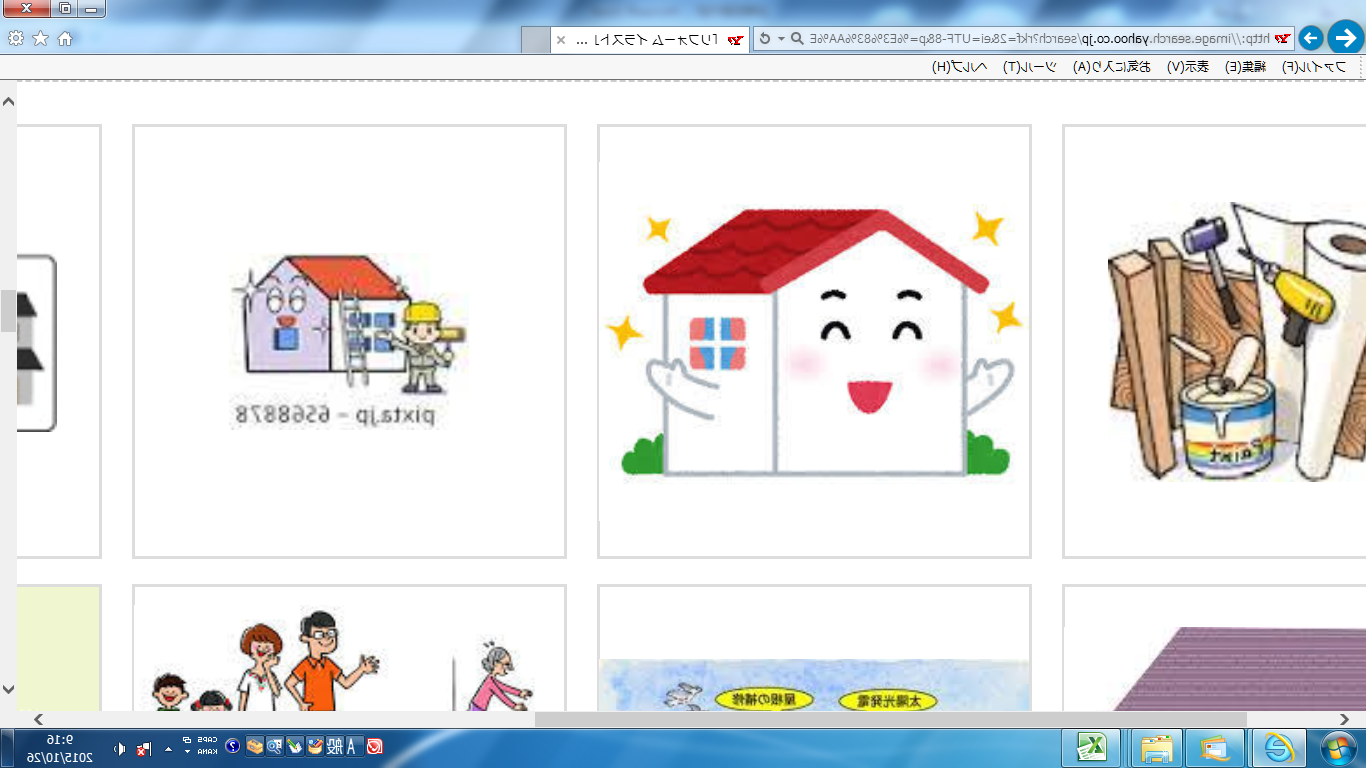 http://image.search.yahoo.co.jp/search?rkf=2&ei=UTF-8&p=%E3%83%AA%E
「リフォーム イラスト」 ...
ファイル(F) 編集(E) 表示(V) お気に入り(A) ツール(T) ヘルプ(H)
Paint
pixta.jp - 6568878
太陽光発電
屋根の補修
A 般
CAPS
KANA
9:16
2015/10/26